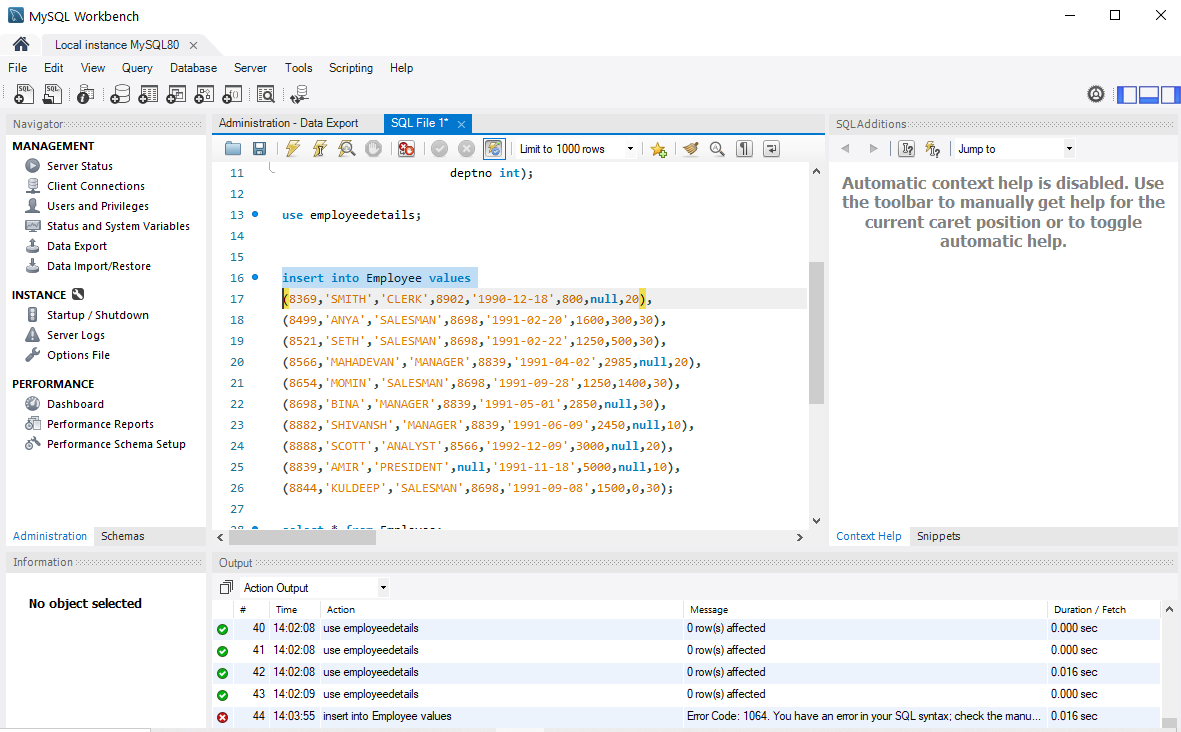 MySQL Workbench
Local instance MySQL80
File Edit View Query Database Server Tools Scripting Help
Navigator
MANAGEMENT
Server Status
Client Connections
Users and Privileges
Status and System Variables
Data Export
Data Import/Restore
INSTANCE
Startup / Shutdown
Server Logs
Options File
PERFORMANCE
Dashboard
Performance Reports
Performance Schema Setup
Administration Schemas
Information
No object selected
Administration - Data Export SQL File 1*
Limit to 1000 rows
11 deptno int);
12
13 use employeedetails;
14
15
16 insert into Employee values
17 (8369,'SMITH','CLERK',8902,'1990-12-18',800,null,20),
18 (8499,'ANYA','SALESMAN',8698,'1991-02-20',1600,300,30),
19 (8521,'SETH','SALESMAN',8698,'1991-02-22',1250,500,30),
20 (8566,'MAHADEVAN','MANAGER',8839,'1991-04-02',2985,null,20),
21 (8654,'MOMIN','SALESMAN',8698,'1991-09-28',1250,1400,30),
22 (8698,'BINA','MANAGER',8839,'1991-05-01',2850,null,30),
23 (8882,'SHIVANSH','MANAGER',8839,'1991-06-09',2450,null,10),
24 (8888,'SCOTT','ANALYST',8566,'1992-12-09',3000,null,20),
25 (8839,'AMIR','PRESIDENT',null,'1991-11-18',5000,null,10),
26 (8844,'KULDEEP','SALESMAN',8698,'1991-09-08',1500,0,30);
27
28 select * from Employee;
SQLAdditions
Jump to
Automatic context help is disabled. Use
the toolbar to manually get help for the
current caret position or to toggle
automatic help.
Context Help Snippets
Output
Action Output
# Time Action Message Duration / Fetch
40 14:02:08 use employeedetails 0 row(s) affected 0.000 sec
41 14:02:08 use employeedetails 0 row(s) affected 0.000 sec
42 14:02:08 use employeedetails 0 row(s) affected 0.016 sec
43 14:02:09 use employeedetails 0 row(s) affected 0.000 sec
44 14:03:55 insert into Employee values Error Code: 1064. You have an error in your SQL syntax; check the manu... 0.016 sec